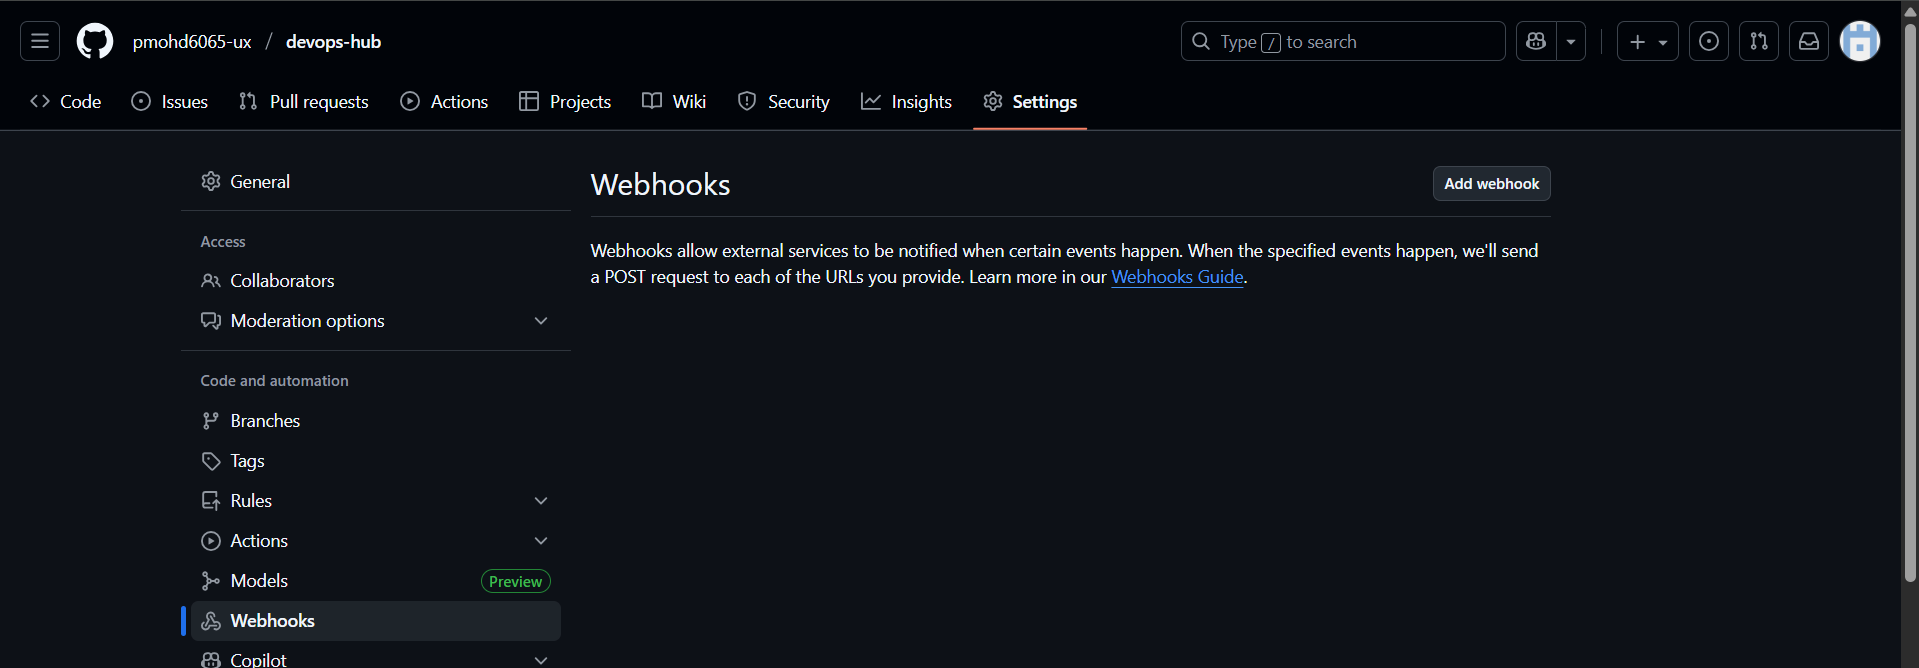 pmohd6065-ux / devops-hub
Type / to search
Code Issues Pull requests Actions Projects Wiki Security Insights Settings
General
Access
Collaborators
Moderation options
Code and automation
Branches
Tags
Rules
Actions
Models Preview
Webhooks
Copilot
Webhooks
Add webhook
Webhooks allow external services to be notified when certain events happen. When the specified events happen, we'll send
a POST request to each of the URLs you provide. Learn more in our Webhooks Guide.